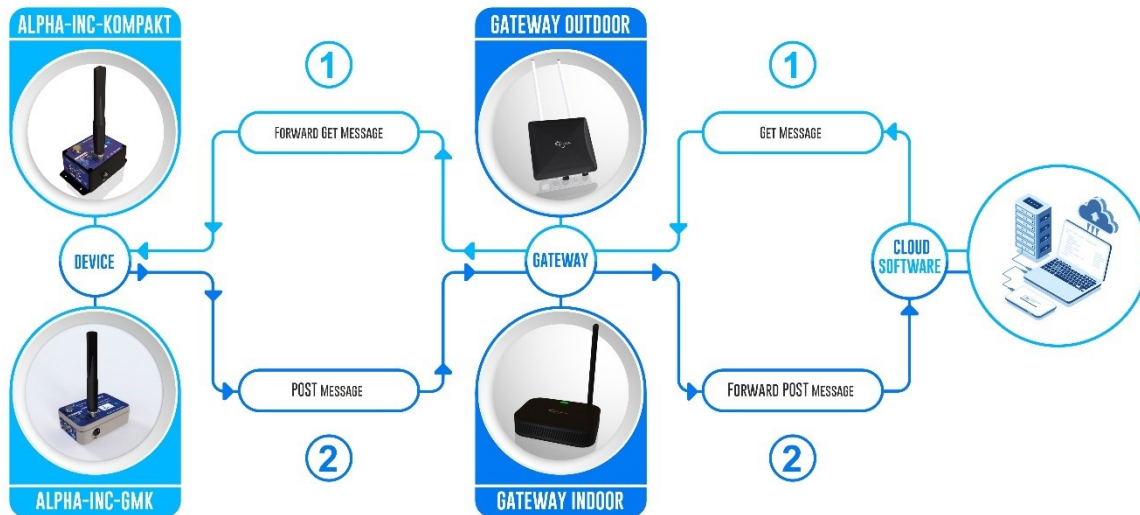 ALPHA-INC-KOMPAKT
GATEWAY OUTDOOR
1
1
FORWARD GET MESSAGE
GET MESSAGE
DEVICE
GATEWAY
CLOUD
SOFTWARE
POST MESSAGE
FORWARD POST MESSAGE
2
2
ALPHA-INC-GMK
GATEWAY INDOOR